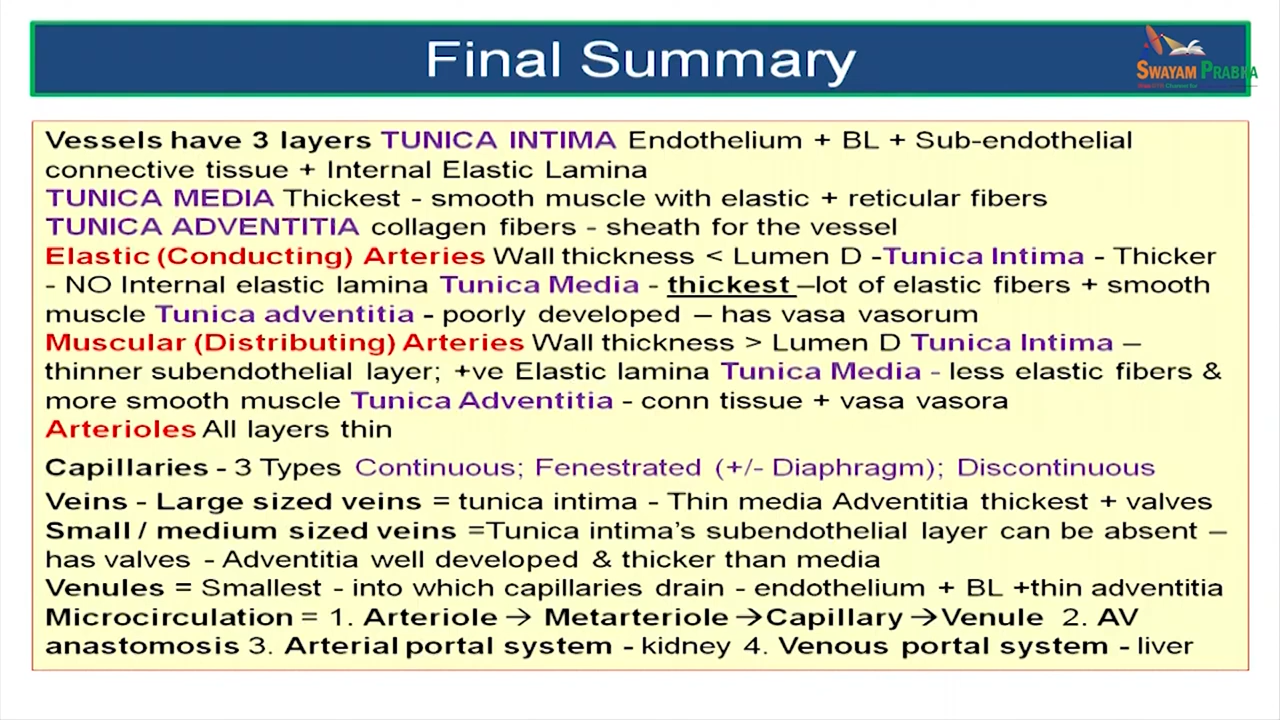 Final Summary
SWAYAM PRABHA
Vessels have 3 layers TUNICA INTIMA Endothelium + BL + Sub-endothelial
connective tissue + Internal Elastic Lamina
TUNICA MEDIA Thickest - smooth muscle with elastic + reticular fibers
TUNICA ADVENTITIA collagen fibers - sheath for the vessel
Elastic (Conducting) Arteries Wall thickness < Lumen D -Tunica Intima - Thicker
- NO Internal elastic lamina Tunica Media - thickest –lot of elastic fibers + smooth
muscle Tunica adventitia - poorly developed – has vasa vasorum
Muscular (Distributing) Arteries Wall thickness > Lumen D Tunica Intima –
thinner subendothelial layer; +ve Elastic lamina Tunica Media - less elastic fibers &
more smooth muscle Tunica Adventitia - conn tissue + vasa vasora
Arterioles All layers thin
Capillaries - 3 Types Continuous; Fenestrated (+/- Diaphragm); Discontinuous
Veins - Large sized veins = tunica intima - Thin media Adventitia thickest + valves
Small / medium sized veins =Tunica intima's subendothelial layer can be absent –
has valves - Adventitia well developed & thicker than media
Venules = Smallest - into which capillaries drain - endothelium + BL +thin adventitia
Microcirculation = 1. Arteriole → Metarteriole →Capillary →Venule 2. AV
anastomosis 3. Arterial portal system - kidney 4. Venous portal system - liver